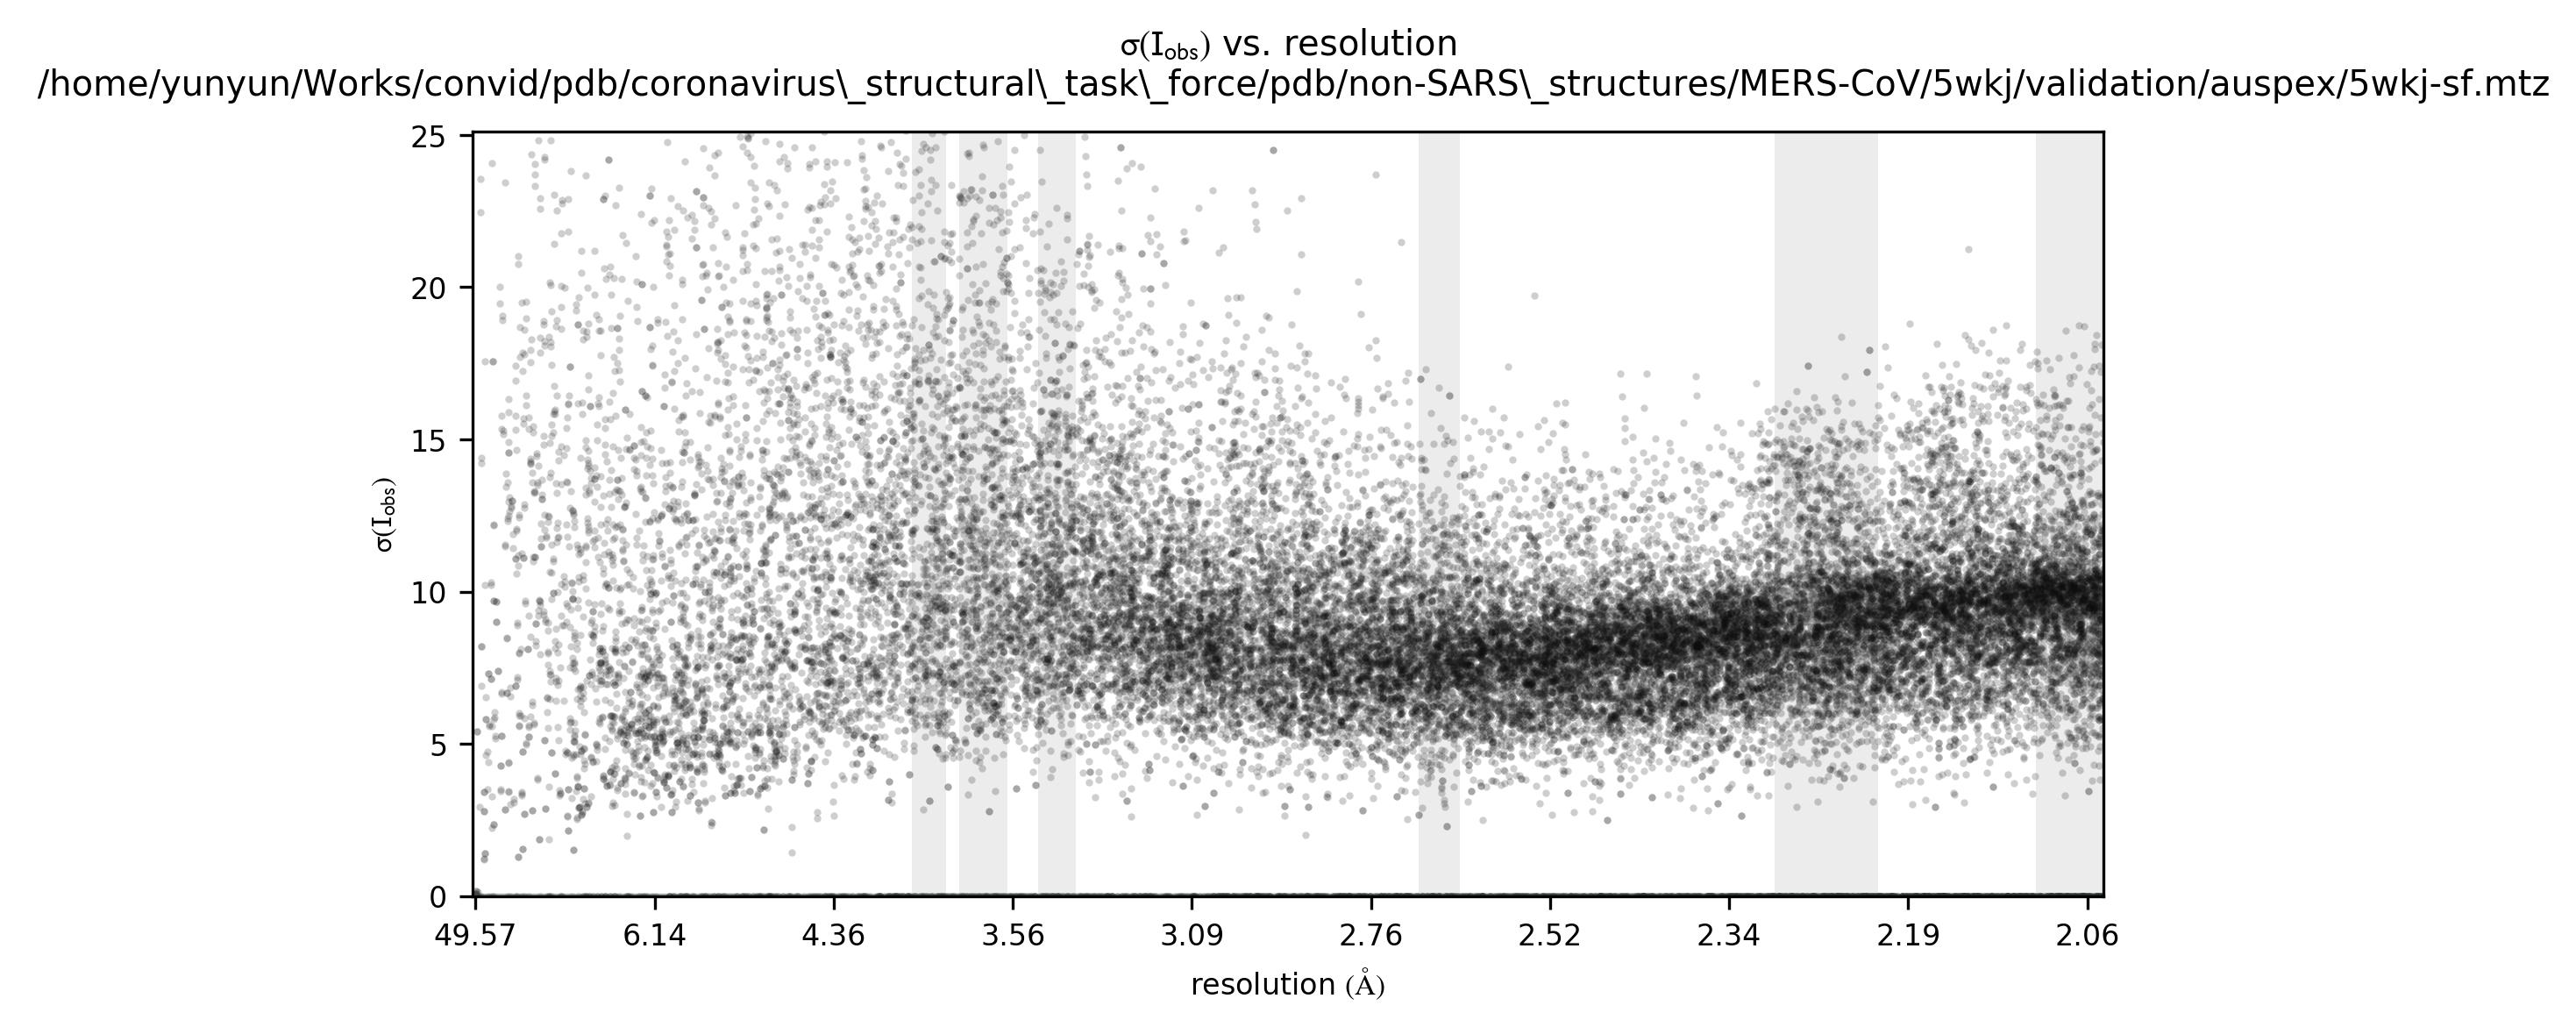 σ(I_obs) vs. resolution
/home/yunyun/Works/convid/pdb/coronavirus\_structural\_task\_force/pdb/non-SARS\_structures/MERS-CoV/5wkj/validation/auspex/5wkj-sf.mtz
25
20
15
10
5
0
σ(I_obs)
49.57 6.14 4.36 3.56 3.09 2.76 2.52 2.34 2.19 2.06
resolution (Å)